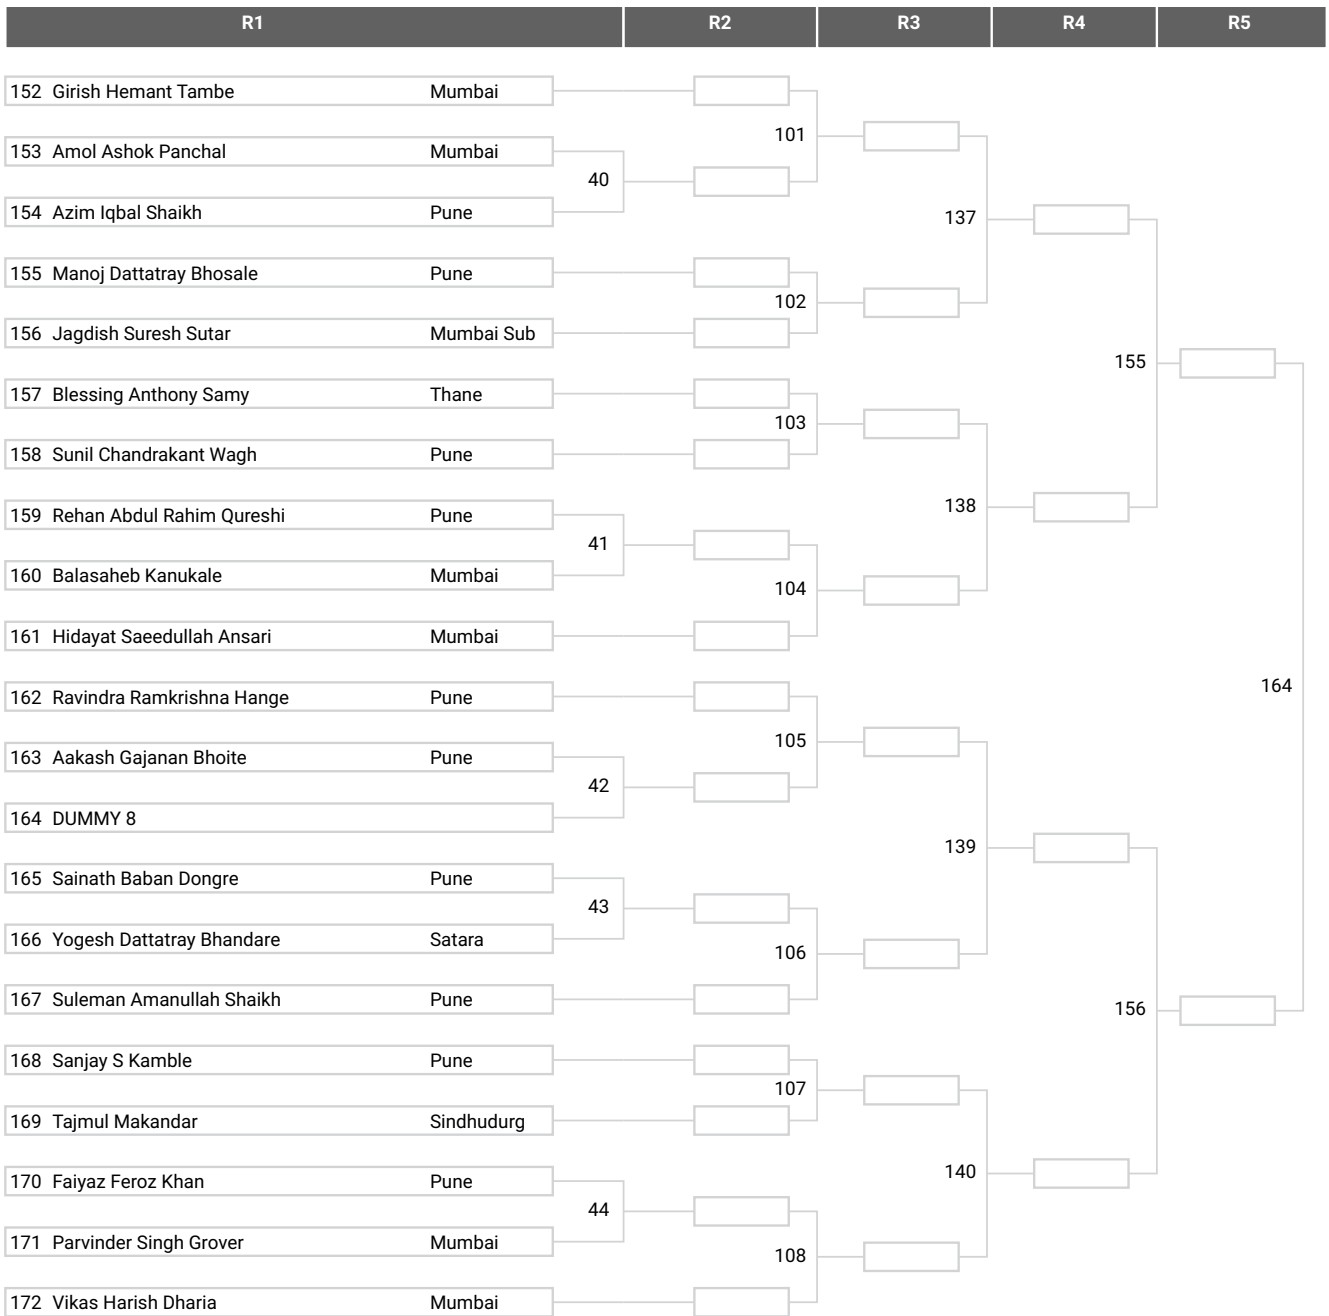 R1 R2 R3 R4 R5
152 Girish Hemant Tambe Mumbai
101
153 Amol Ashok Panchal Mumbai
40
154 Azim Iqbal Shaikh Pune
137
155 Manoj Dattatray Bhosale Pune
102
156 Jagdish Suresh Sutar Mumbai Sub
155
157 Blessing Anthony Samy Thane
103
158 Sunil Chandrakant Wagh Pune
138
159 Rehan Abdul Rahim Qureshi Pune
41
160 Balasaheb Kanukale Mumbai
104
161 Hidayat Saeedullah Ansari Mumbai
164
162 Ravindra Ramkrishna Hange Pune
105
163 Aakash Gajanan Bhoite Pune
42
164 DUMMY 8
139
165 Sainath Baban Dongre Pune
43
166 Yogesh Dattatray Bhandare Satara
106
167 Suleman Amanullah Shaikh Pune
156
168 Sanjay S Kamble Pune
107
169 Tajmul Makandar Sindhudurg
140
170 Faiyaz Feroz Khan Pune
44
171 Parvinder Singh Grover Mumbai
108
172 Vikas Harish Dharia Mumbai